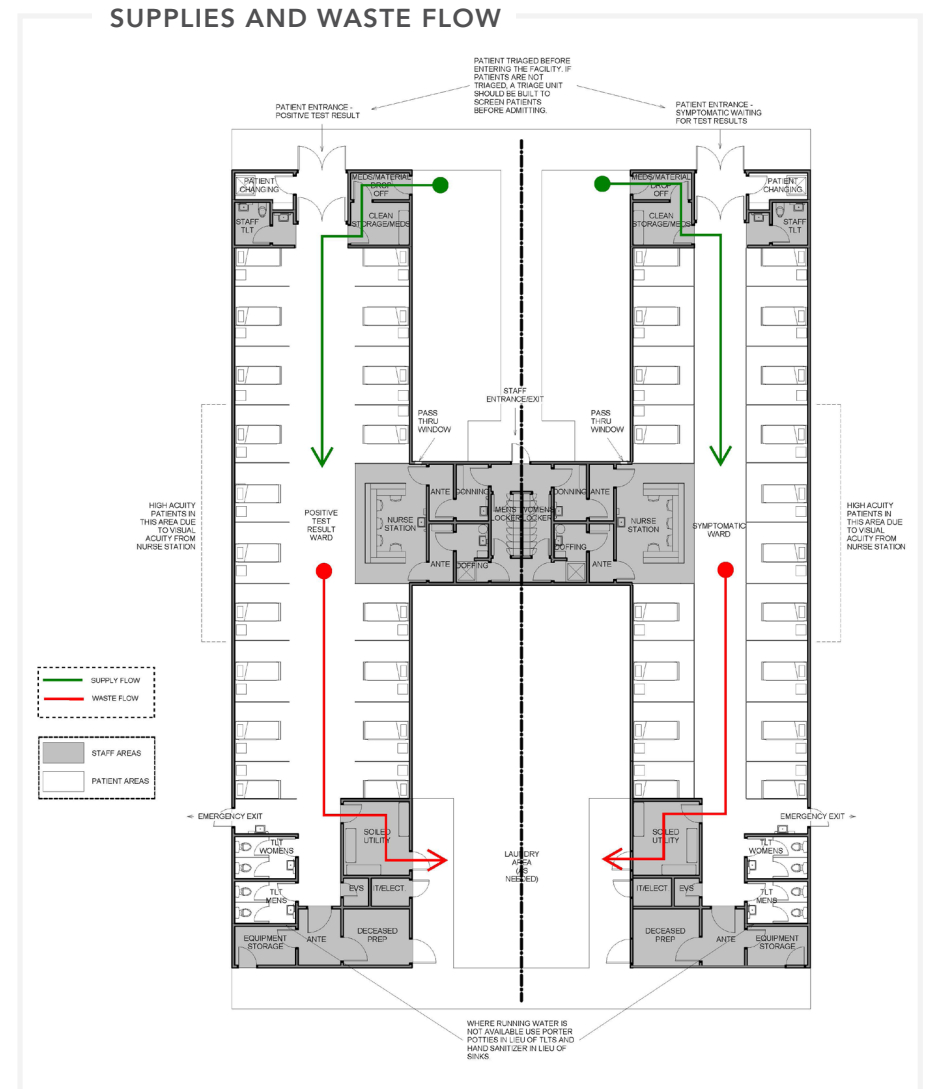 SUPPLIES AND WASTE FLOW
PATIENT TRIAGED BEFORE
ENTERING THE FACILITY. IF
PATIENTS ARE NOT
TRIAGED, A TRIAGE UNIT
SHOULD BE BUILT TO
SCREEN PATIENTS
BEFORE ADMITTING.
PATIENT ENTRANCE -
POSITIVE TEST RESULT
PATIENT ENTRANCE -
SYMPTOMATIC WAITING
FOR TEST RESULTS
PATIENT
CHANGING
MEDS/MATERIAL
DROP
OFF
STAFF
TLT
CLEAN
STORAGE/MEDS
MEDS/MATERIAL
DROP
OFF
PATIENT
CHANGING
CLEAN
STORAGE/MEDS
STAFF
TLT
STAFF
ENTRANCE/EXIT
PASS
THRU
WINDOW
PASS
THRU
WINDOW
HIGH ACUITY
PATIENTS IN
THIS AREA DUE
TO VISUAL
ACUITY FROM
NURSE STATION
POSITIVE
TEST
RESULT
WARD
NURSE
STATION
ANTE
DONNING
MENS
LOCKER
WOMENS
LOCKER
DONNING
ANTE
ANTE
DOFFING
DOFFING
ANTE
NURSE
STATION
SYMPTOMATIC
WARD
HIGH ACUITY
PATIENTS IN
THIS AREA DUE
TO VISUAL
ACUITY FROM
NURSE STATION
SUPPLY FLOW
WASTE FLOW
STAFF AREAS
PATIENT AREAS
EMERGENCY EXIT
EMERGENCY EXIT
SOILED
UTILITY
SOILED
UTILITY
TLT
WOMENS
TLT
WOMENS
LAUNDRY
AREA
(AS
NEEDED)
TLT
MENS
EVS
IT/ELECT.
IT/ELECT
EVS
TLT
MENS
EQUIPMENT
STORAGE
ANTE
DECEASED
PREP
DECEASED
PREP
ANTE
EQUIPMENT
STORAGE
WHERE RUNNING WATER IS
NOT AVAILABLE USE PORTER
POTTIES IN LIEU OF TLTS AND
HAND SANITIZER IN LIEU OF
SINKS.